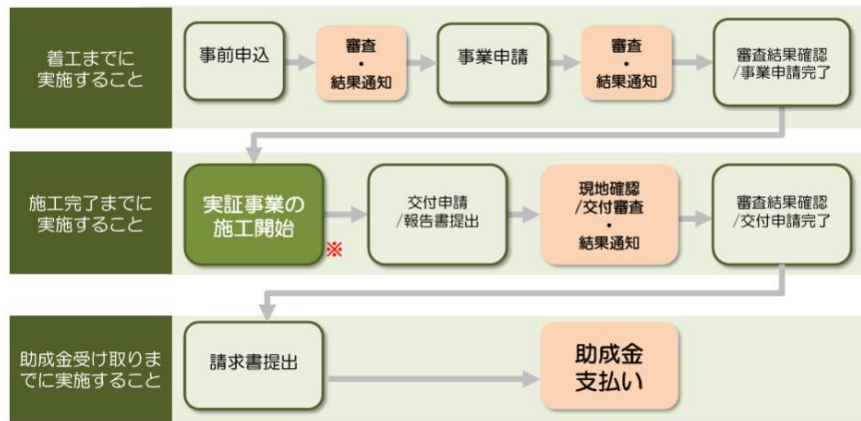 着工までに
実施すること
事前申込
審査
・
結果通知
事業申請
審査
・
結果通知
審査結果確認
/事業申請完了
施工完了までに
実施すること
実証事業の
施工開始
※
交付申請
/報告書提出
現地確認
/交付審査
・
結果通知
審査結果確認
/交付申請完了
助成金受け取りま
でに実施すること
請求書提出
助成金
支払い